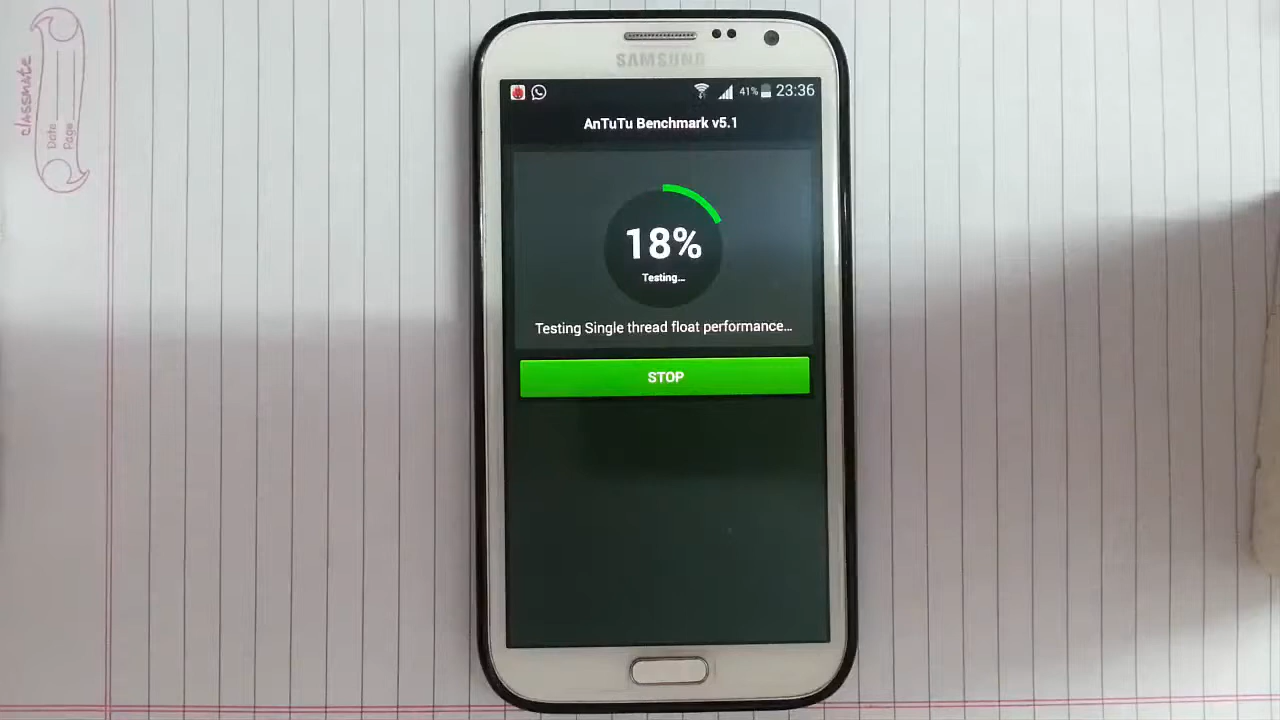 classmate
Date
Page
SAMSUNG
41% 23:36
AnTuTu Benchmark v5.1
18%
Testing...
Testing Single thread float performance...
STOP